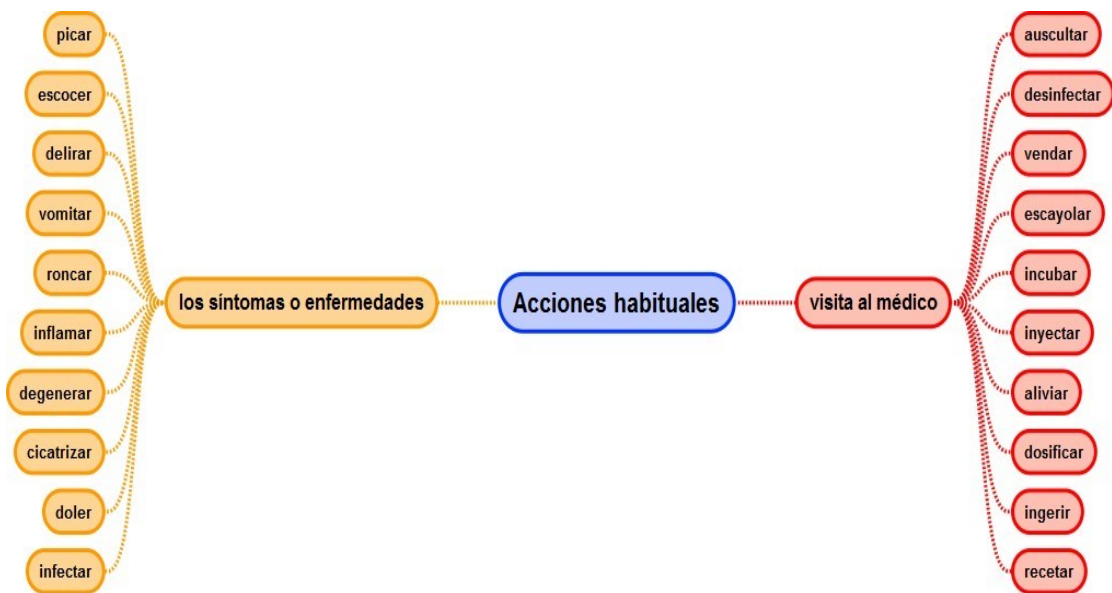 picar
escocer
delirar
vomitar
roncar
inflamar
degenerar
cicatrizar
doler
infectar
los síntomas o enfermedades
Acciones habituales
visita al médico
auscultar
desinfectar
vendar
escayolar
incubar
inyectar
aliviar
dosificar
ingerir
recetar